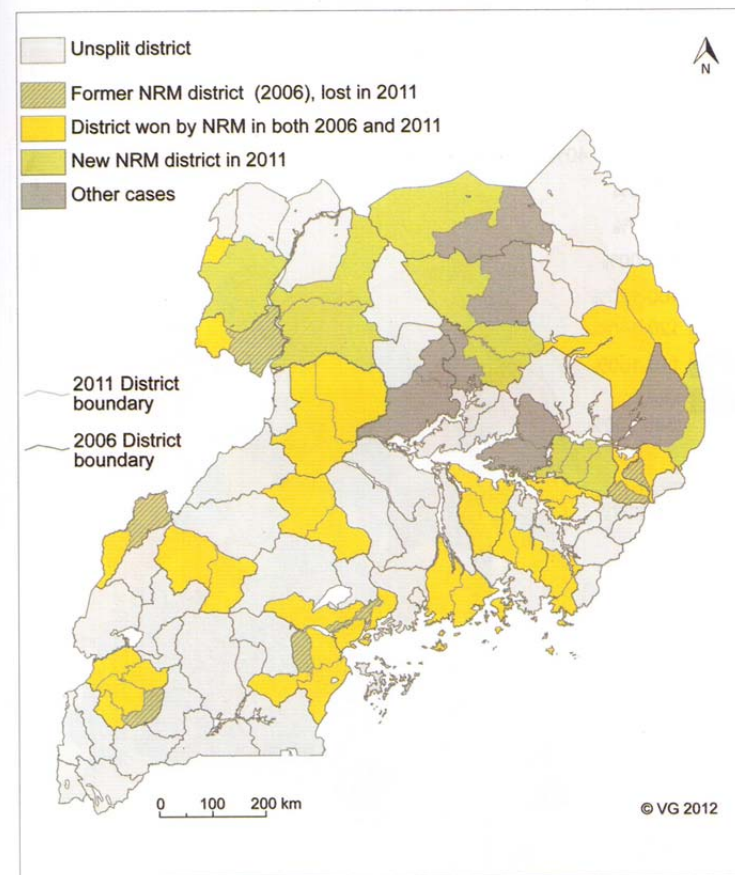 Unsplit district
N
Former NRM district (2006), lost in 2011
District won by NRM in both 2006 and 2011
New NRM district in 2011
Other cases
2011 District
boundary
2006 District
boundary
0 100 200 km
© VG 2012